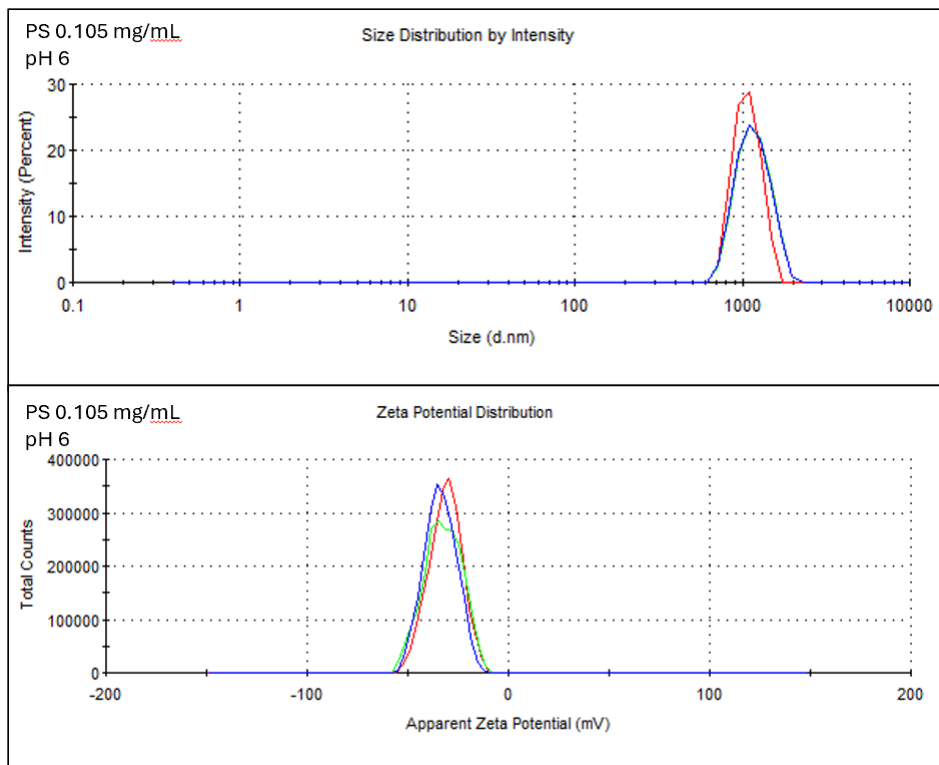 PS 0.105 mg/mL
pH 6
Size Distribution by Intensity
Intensity (Percent)
30
20
10
0
0.1 1 10 100 1000 10000
Size (d.nm)
PS 0.105 mg/mL
pH 6
Zeta Potential Distribution
Total Counts
400000
300000
200000
100000
0
-200 -100 0 100 200
Apparent Zeta Potential (mV)